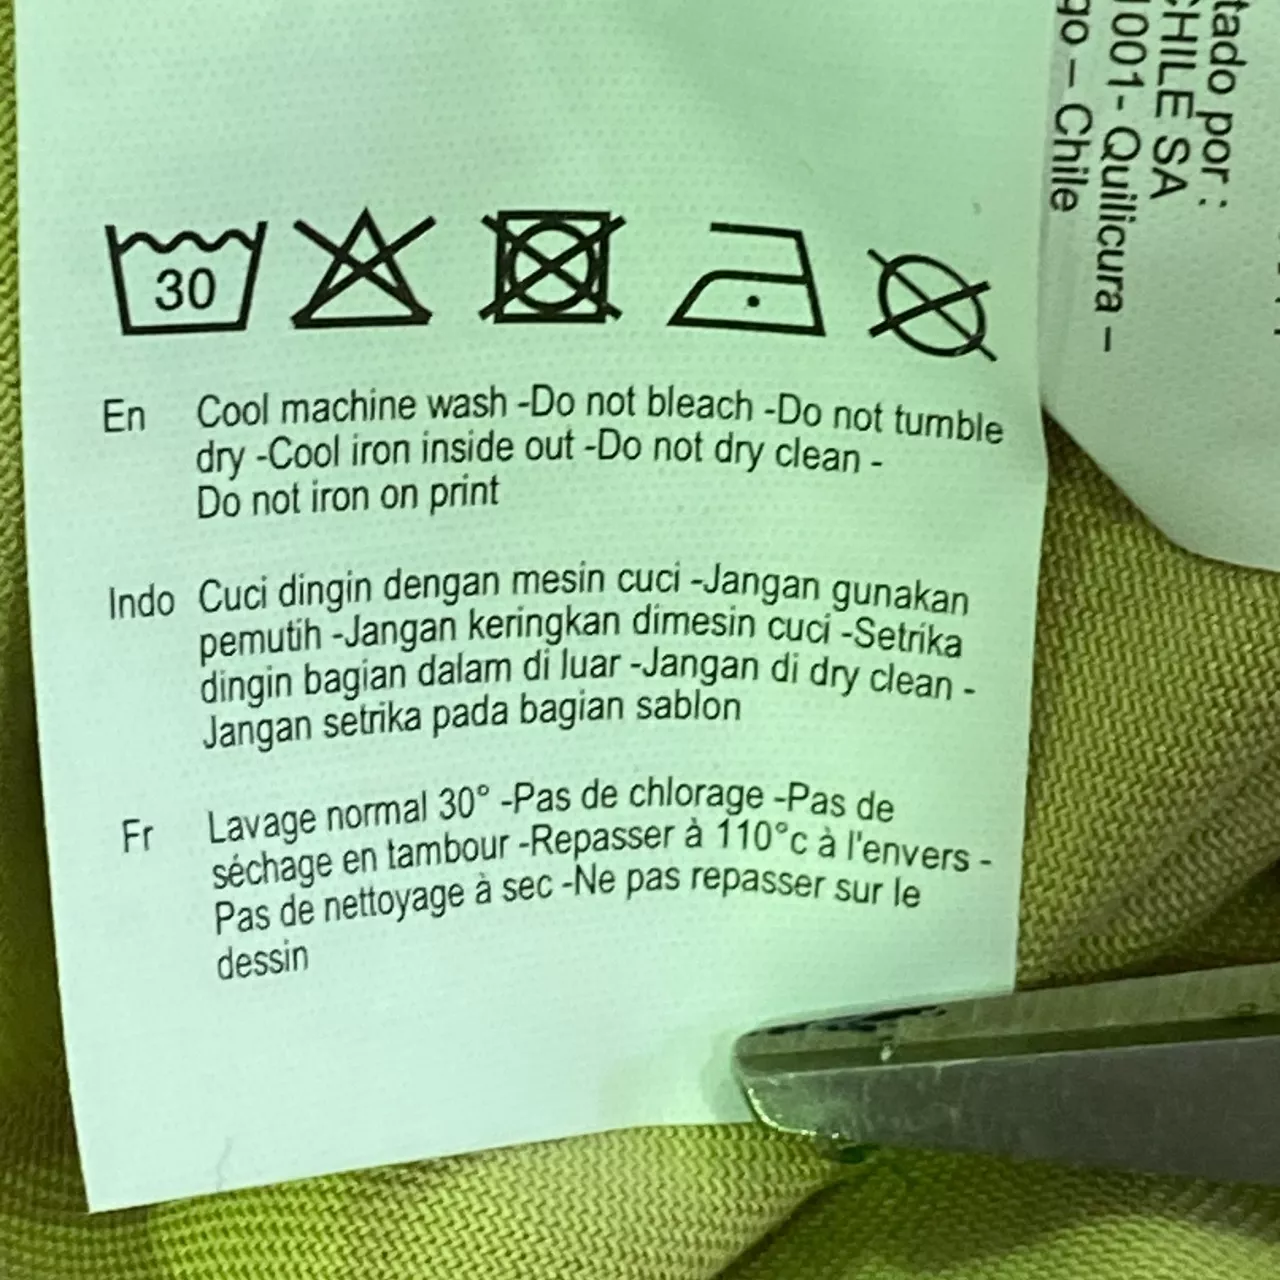 30
En Cool machine wash -Do not bleach -Do not tumble
dry -Cool iron inside out -Do not dry clean -
Do not iron on print
Indo Cuci dingin dengan mesin cuci -Jangan gunakan
pemutih -Jangan keringkan dimesin cuci -Setrika
dingin bagian dalam di luar -Jangan di dry clean -
Jangan setrika pada bagian sablon
Fr Lavage normal 30° -Pas de chlorage -Pas de
séchage en tambour -Repasser à 110°c à l'envers -
Pas de nettoyage à sec -Ne pas repasser sur le
dessin
por :
CHILE SA
1001- Quilicura –
– Chile